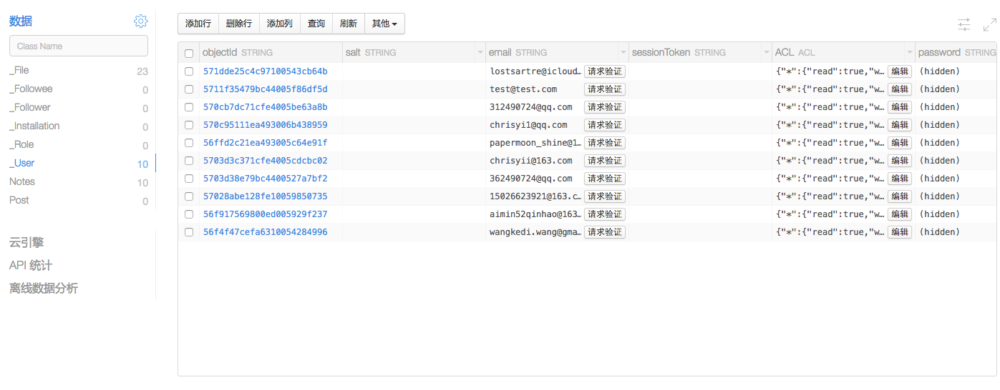 数据
Class Name
_File 23
_Followee 0
_Follower 0
_Installation 0
_Role 0
_User 10
Notes 10
Post 0
云引擎
API 统计
离线数据分析
添加行 删除行 添加列 查询 刷新 其他
objectId STRING salt STRING email STRING sessionToken STRING ACL ACL password STRING
571dde25c4c97100543cb64b lostsartre@icloud… 请求验证 {"*":{"read":true,"w… 编辑 (hidden)
5711f35479bc44005f86df5d test@test.com 请求验证 {"*":{"read":true,"w… 编辑 (hidden)
570cb7dc71cfe4005be63a8b 312490724@qq.com 请求验证 {"*":{"read":true,"w… 编辑 (hidden)
570c95111ea493006b438959 chrisyi1@qq.com 请求验证 {"*":{"read":true,"w… 编辑 (hidden)
56ffd2c21ea493005c64e91f papermoon_shine@1… 请求验证 {"*":{"read":true,"w… 编辑 (hidden)
5703d3c371cfe4005cdcbc02 chrisyii@163.com 请求验证 {"*":{"read":true,"w… 编辑 (hidden)
5703d38e79bc4400527a7bf2 362490724@qq.com 请求验证 {"*":{"read":true,"w… 编辑 (hidden)
57028abe128fe10059850735 15026623921@163.c… 请求验证 {"*":{"read":true,"w… 编辑 (hidden)
56f917569800ed005929f237 aimin52qinhao@163… 请求验证 {"*":{"read":true,"w… 编辑 (hidden)
56f4f47cefa6310054284996 wangkedi.wang@gma… 请求验证 {"*":{"read":true,"w… 编辑 (hidden)